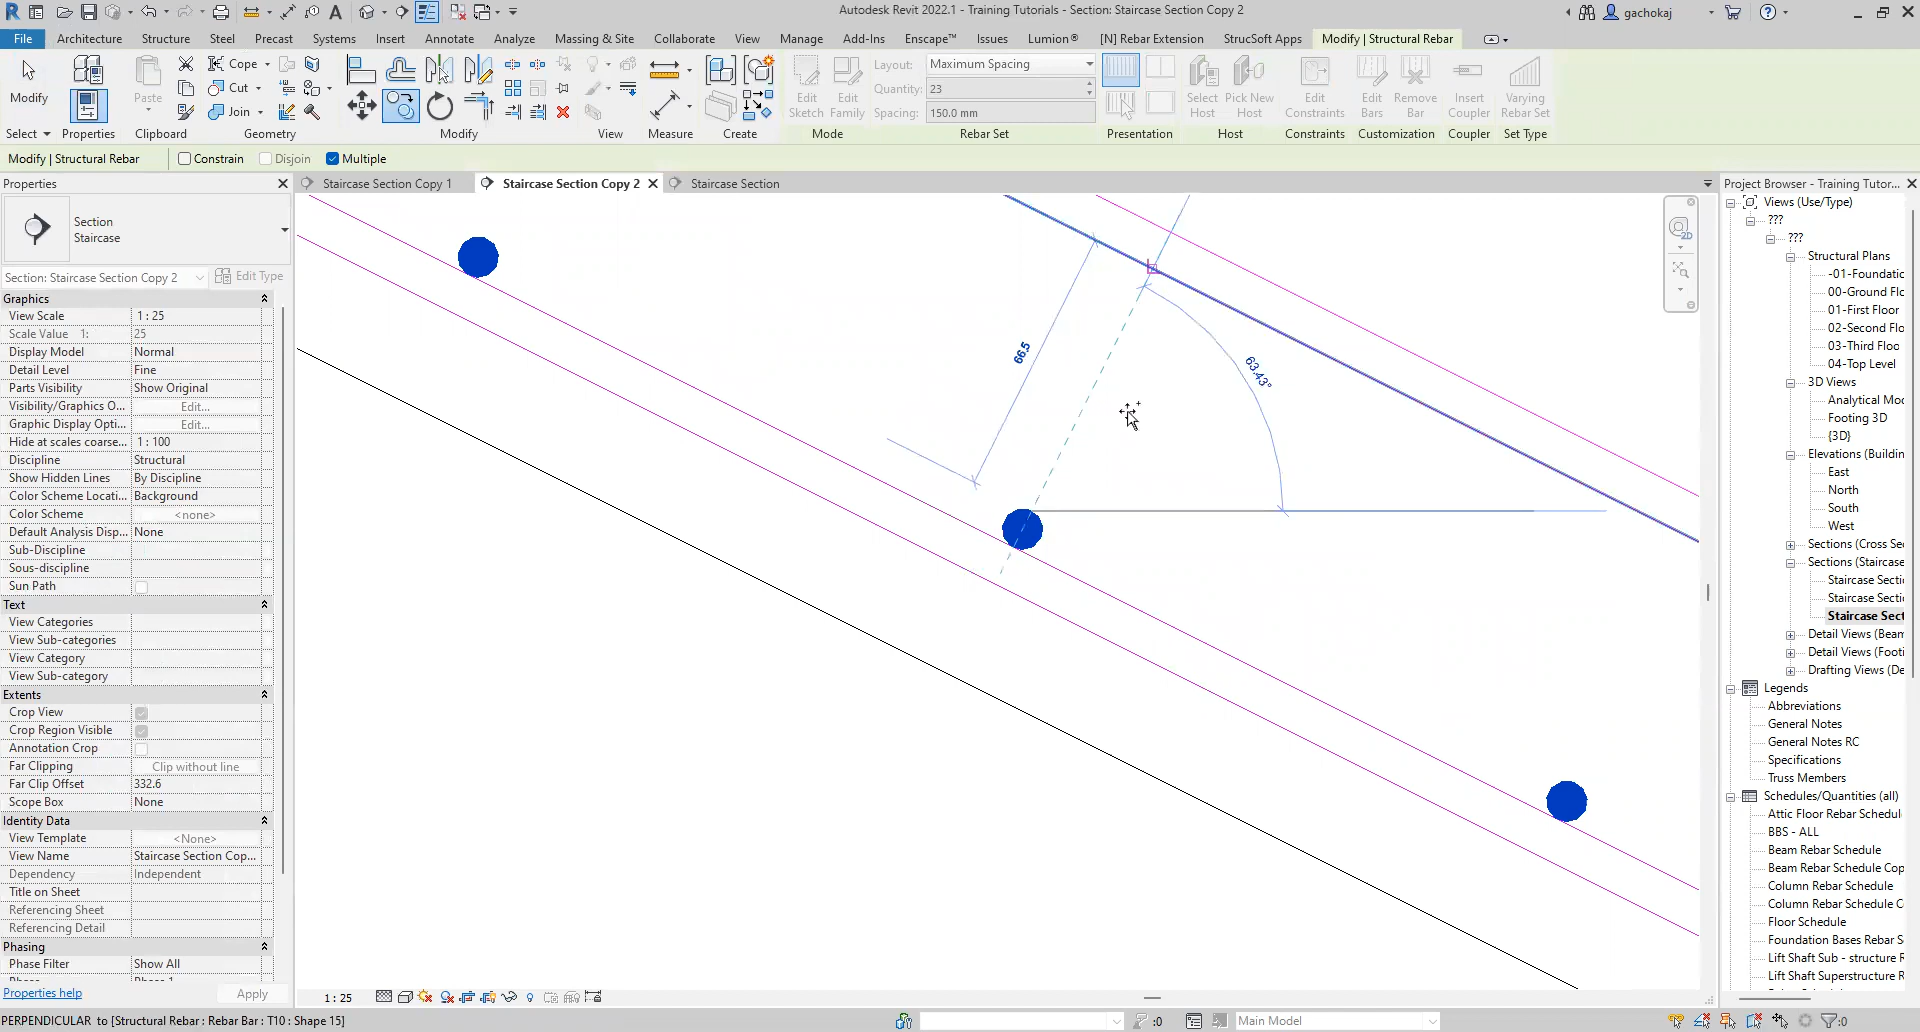 Autodesk Revit 2022.1 - Training Tutorials - Section: Staircase Section Copy 2
gachokaj
File
Architecture
Structure
Steel
Precast
Systems
Insert
Annotate
Analyze
Massing & Site
Collaborate
View
Manage
Add-Ins
Enscape™
Issues
Lumion®
[N] Rebar Extension
StrucSoft Apps
Modify | Structural Rebar
Modify
Paste
Cope
Cut
Join
Edit Sketch
Edit Family
Layout: Maximum Spacing
Quantity: 23
Spacing: 150.0 mm
Select Host
Pick New Host
Edit Constraints
Edit Bars
Remove Bar
Insert Coupler
Varying Rebar Set
Select
Properties
Clipboard
Geometry
Modify
View
Measure
Create
Mode
Rebar Set
Presentation
Host
Constraints
Customization
Coupler
Set Type
Modify | Structural Rebar
Constrain
Disjoin
Multiple
Properties
Section
Staircase
Section: Staircase Section Copy 2
Edit Type
Graphics
View Scale 1 : 25
Scale Value 1: 25
Display Model Normal
Detail Level Fine
Parts Visibility Show Original
Visibility/Graphics O... Edit...
Graphic Display Opti... Edit...
Hide at scales coarse... 1 : 100
Discipline Structural
Show Hidden Lines By Discipline
Color Scheme Locati... Background
Color Scheme <none>
Default Analysis Disp... None
Sub-Discipline
Sous-discipline
Sun Path
Text
View Categories
View Sub-categories
View Category
View Sub-category
Extents
Crop View
Crop Region Visible
Annotation Crop
Far Clipping Clip without line
Far Clip Offset 332.6
Scope Box None
Identity Data
View Template <None>
View Name Staircase Section Cop...
Dependency Independent
Title on Sheet
Referencing Sheet
Referencing Detail
Phasing
Phase Filter Show All
Properties help
Apply
Staircase Section Copy 1
Staircase Section Copy 2
Staircase Section
2D
66.5
63.43°
1 : 25
Project Browser - Training Tutor...
Views (Use/Type)
???
???
Structural Plans
-01-Foundatic
00-Ground Flc
01-First Floor
02-Second Flo
03-Third Floo
04-Top Level
3D Views
Analytical Moc
Footing 3D
{3D}
Elevations (Buildin
East
North
South
West
Sections (Cross Se
Sections (Staircase
Staircase Secti
Staircase Secti
Staircase Sect
Detail Views (Bear
Detail Views (Footi
Drafting Views (De
Legends
Abbreviations
General Notes
General Notes RC
Specifications
Truss Members
Schedules/Quantities (all)
Attic Floor Rebar Schedul
BBS - ALL
Beam Rebar Schedule
Beam Rebar Schedule Cop
Column Rebar Schedule
Column Rebar Schedule C
Floor Schedule
Foundation Bases Rebar S
Lift Shaft Sub - structure R
Lift Shaft Superstructure R
PERPENDICULAR to [Structural Rebar : Rebar Bar : T10 : Shape 15]
:0
Main Model
:0